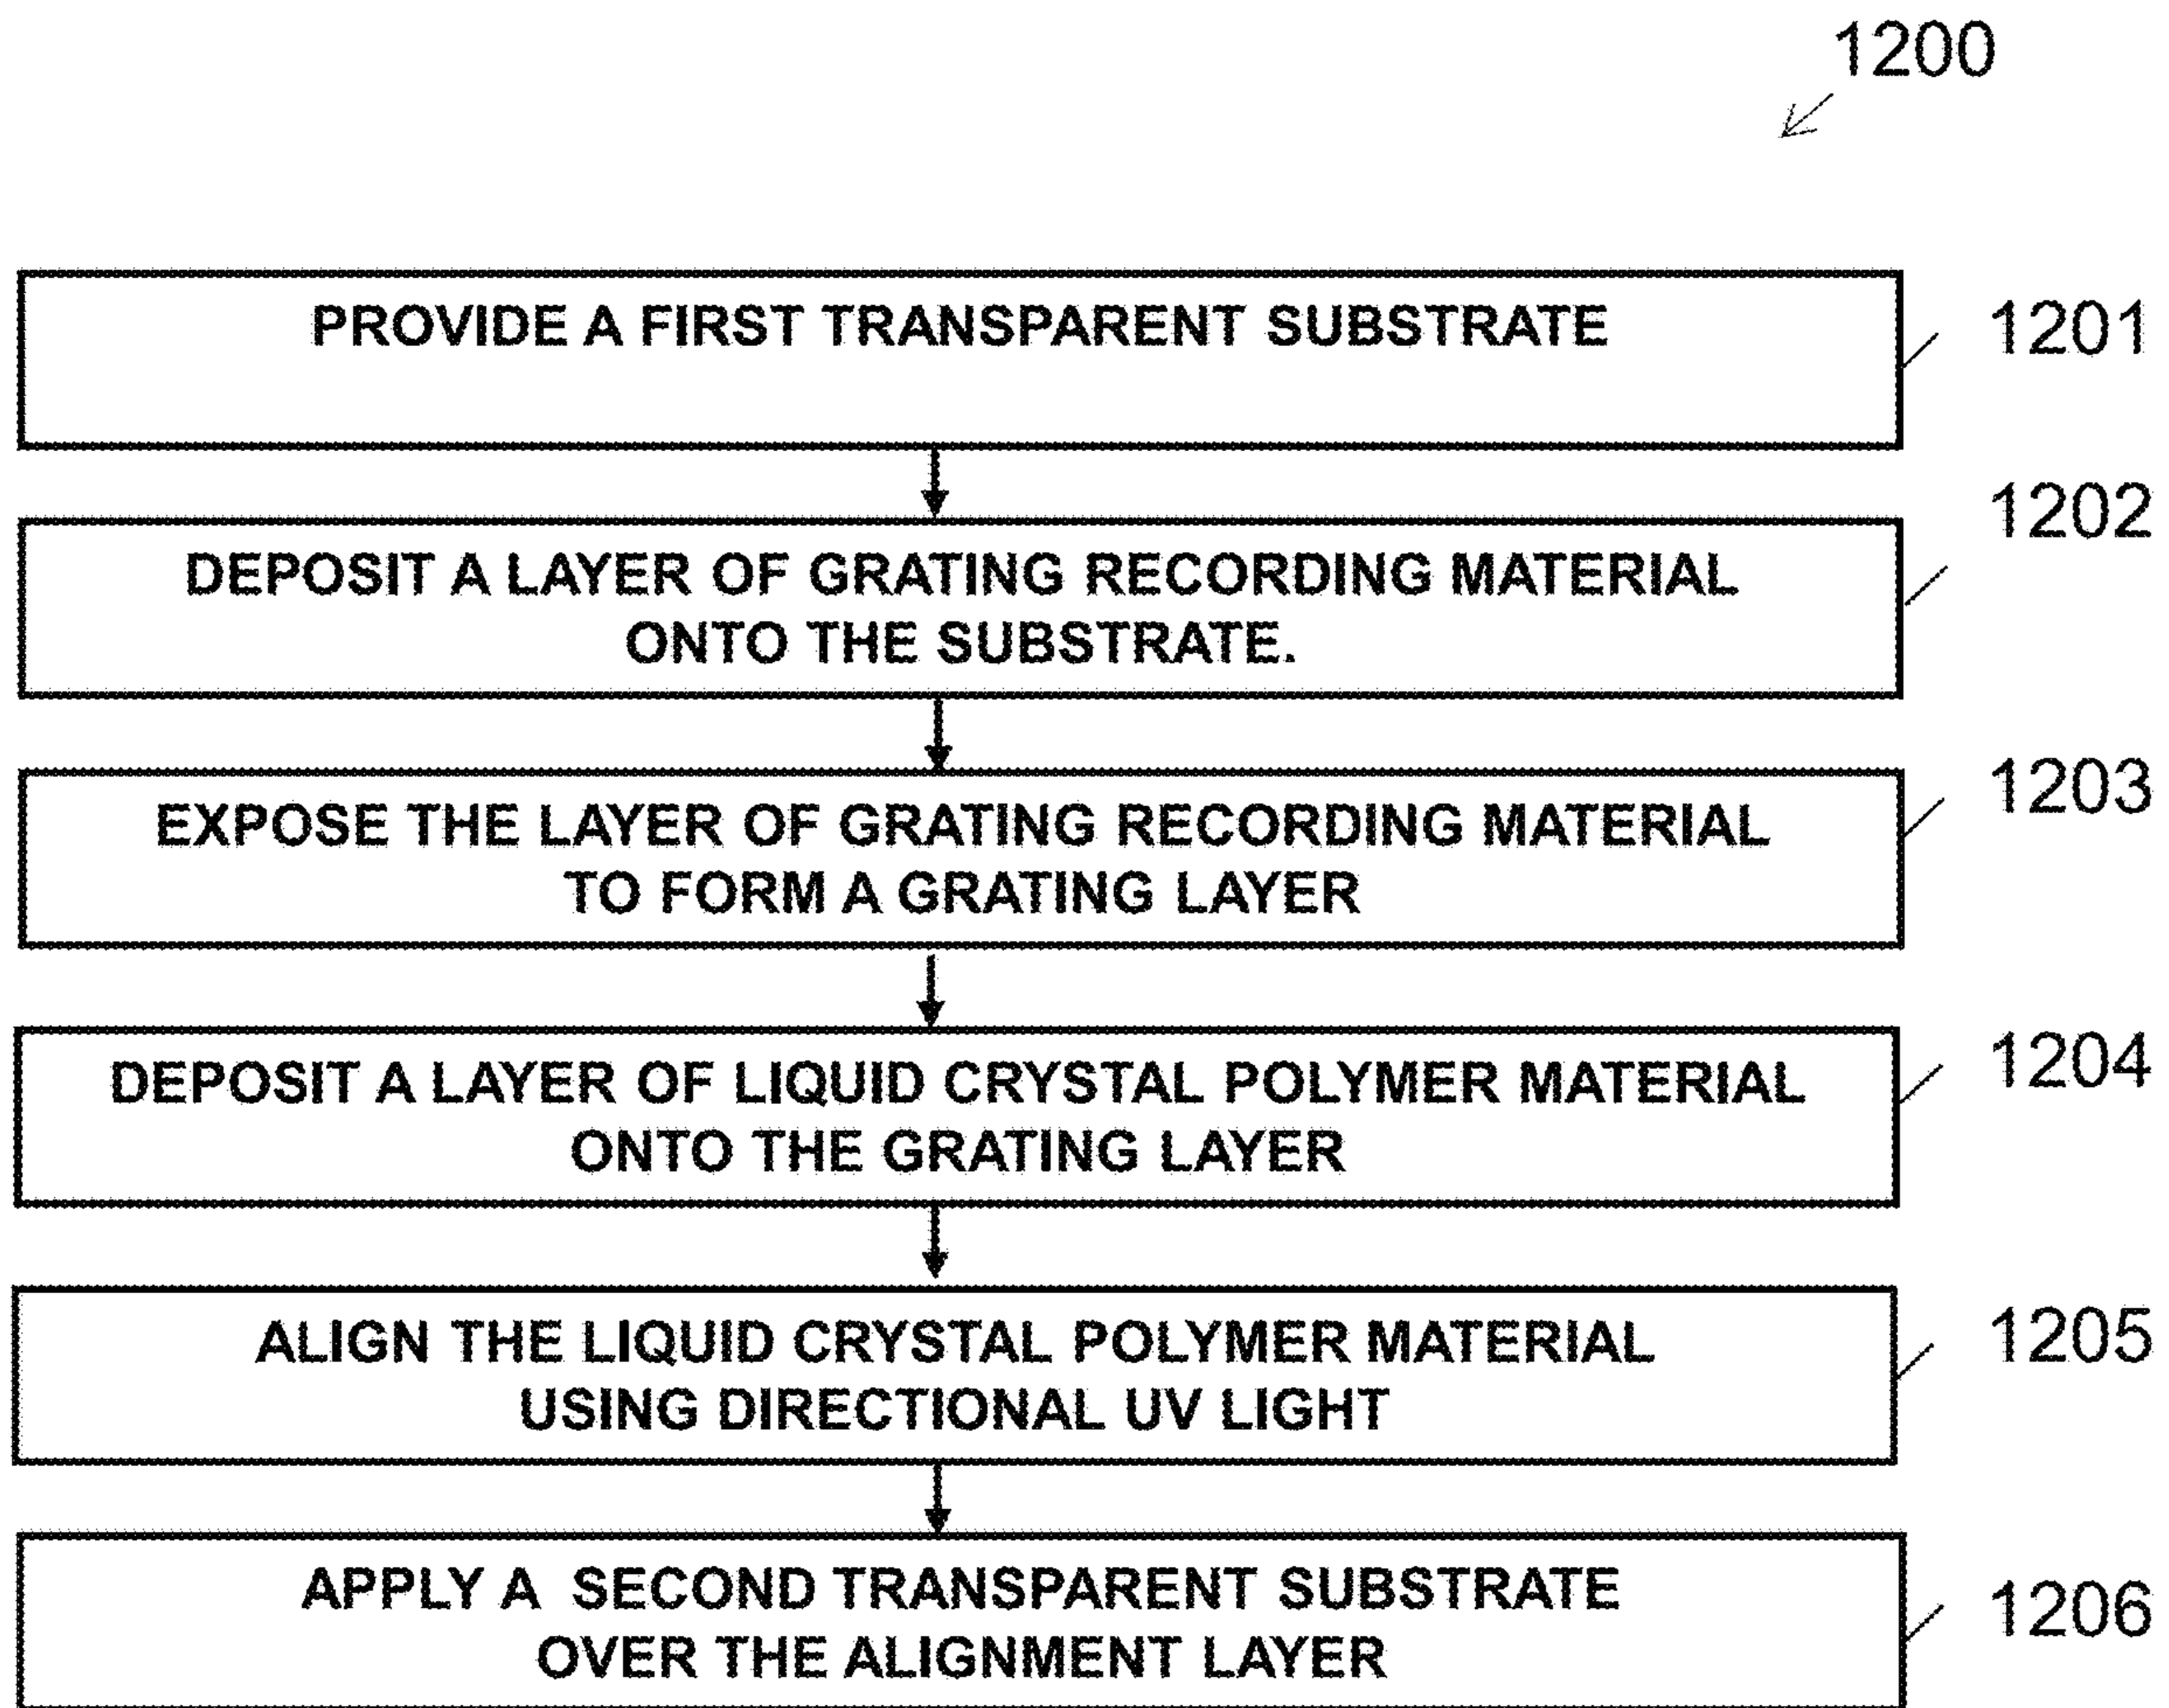 1200
PROVIDE A FIRST TRANSPARENT SUBSTRATE
1201
DEPOSIT A LAYER OF GRATING RECORDING MATERIAL
ONTO THE SUBSTRATE.
1202
EXPOSE THE LAYER OF GRATING RECORDING MATERIAL
TO FORM A GRATING LAYER
1203
DEPOSIT A LAYER OF LIQUID CRYSTAL POLYMER MATERIAL
ONTO THE GRATING LAYER
1204
ALIGN THE LIQUID CRYSTAL POLYMER MATERIAL
USING DIRECTIONAL UV LIGHT
1205
APPLY A SECOND TRANSPARENT SUBSTRATE
OVER THE ALIGNMENT LAYER
1206